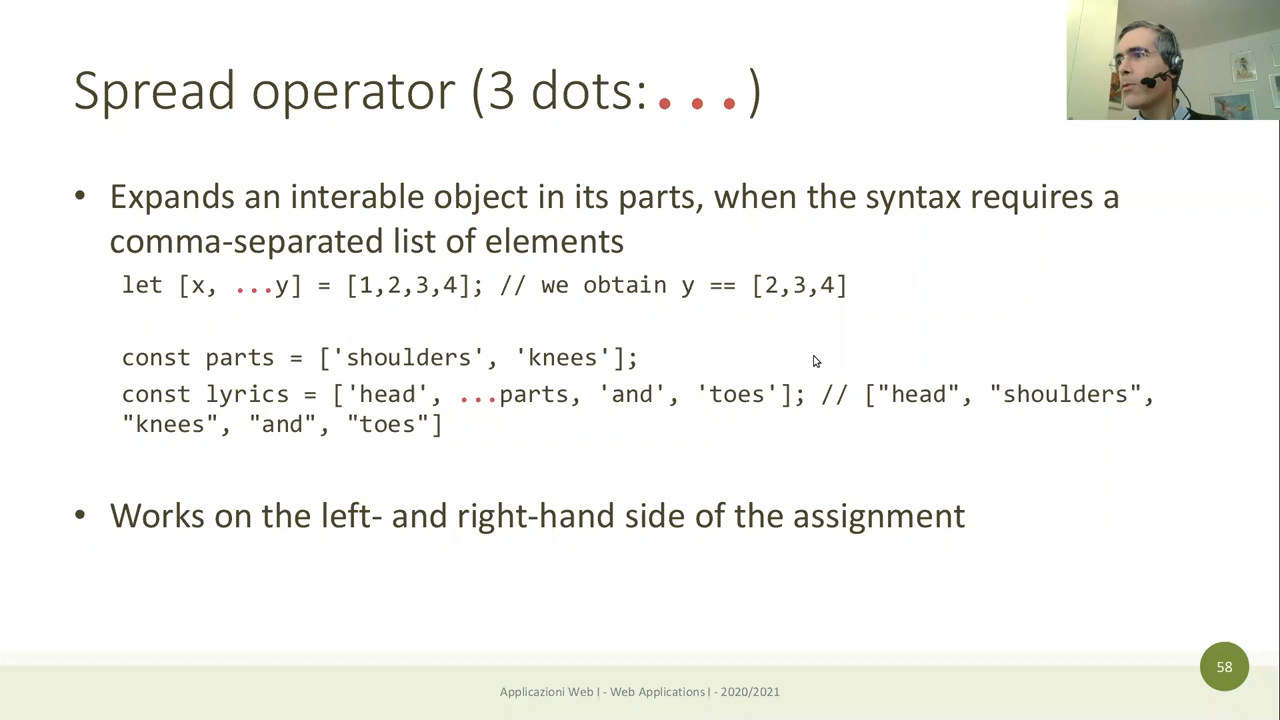 Spread operator (3 dots:...)
• Expands an interable object in its parts, when the syntax requires a
comma-separated list of elements
let [x, ...y] = [1,2,3,4]; // we obtain y == [2,3,4]
const parts = ['shoulders', 'knees'];
const lyrics = ['head', ...parts, 'and', 'toes']; // ["head", "shoulders",
"knees", "and", "toes"]
• Works on the left- and right-hand side of the assignment
Applicazioni Web I - Web Applications I - 2020/2021
58